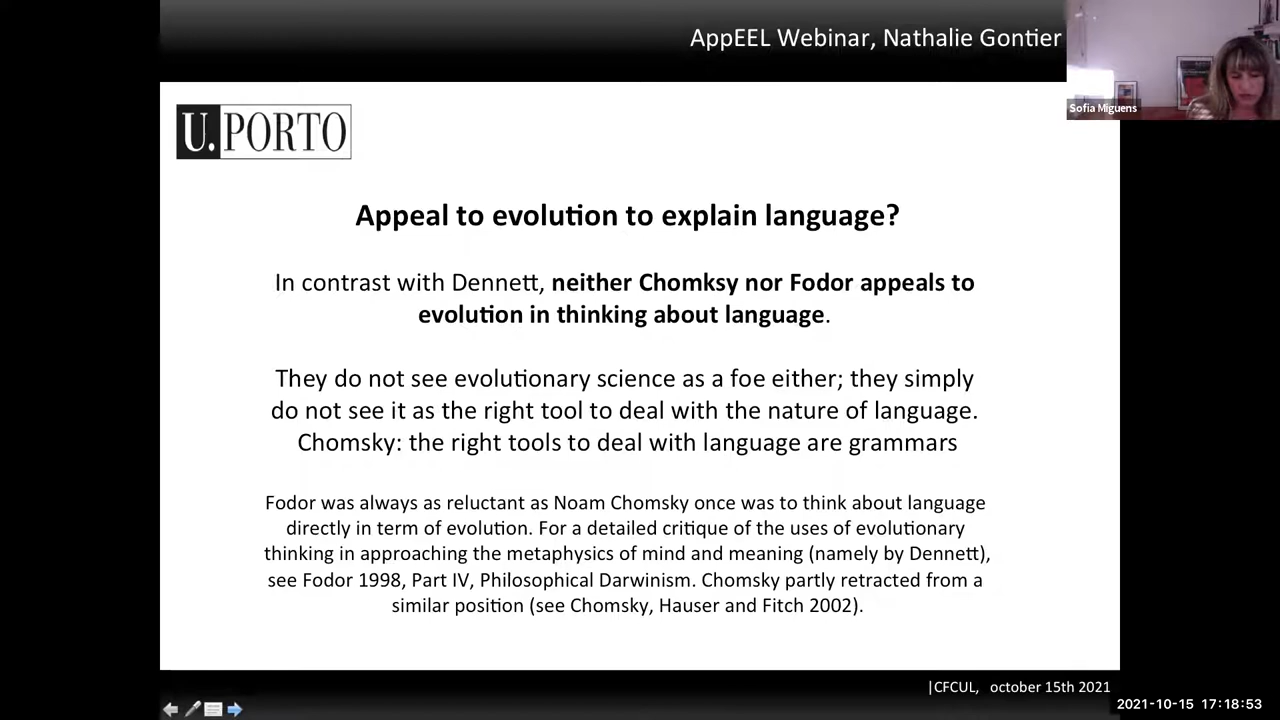 AppEEL Webinar, Nathalie Gontier
Sofia Miguens
U. PORTO
Appeal to evolution to explain language?
In contrast with Dennett, neither Chomksy nor Fodor appeals to
evolution in thinking about language.
They do not see evolutionary science as a foe either; they simply
do not see it as the right tool to deal with the nature of language.
Chomsky: the right tools to deal with language are grammars
Fodor was always as reluctant as Noam Chomsky once was to think about language
directly in term of evolution. For a detailed critique of the uses of evolutionary
thinking in approaching the metaphysics of mind and meaning (namely by Dennett),
see Fodor 1998, Part IV, Philosophical Darwinism. Chomsky partly retracted from a
similar position (see Chomsky, Hauser and Fitch 2002).
|CFCUL, october 15th 2021
2021-10-15 17:18:53